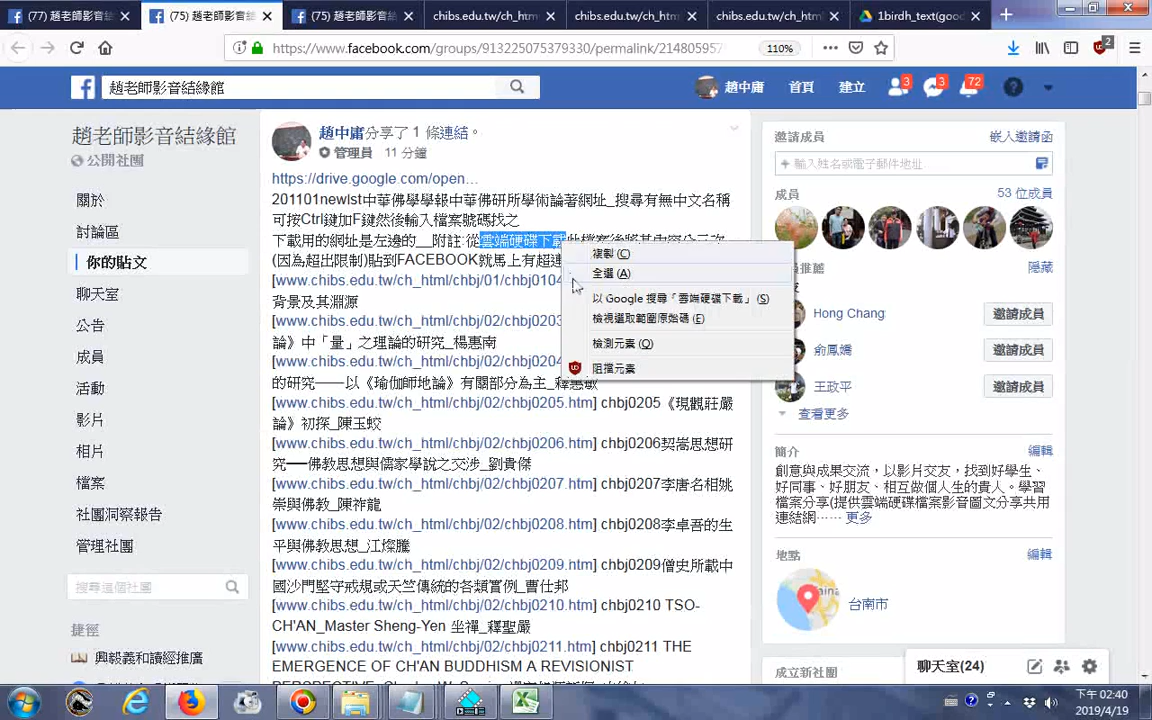 (77) 趙老師影音結
(75) 趙老師影音結
(75) 趙老師影音結
chibs.edu.tw/ch_htm
chibs.edu.tw/ch_htm
chibs.edu.tw/ch_htm
1birdh_text(good
https://www.facebook.com/groups/913225075379330/permalink/214805957
110%
2
趙老師影音結緣館
趙中庸
首頁
建立
3
3
72
趙老師影音結緣館
公開社團
關於
討論區
你的貼文
聊天室
公告
成員
活動
影片
相片
檔案
社團洞察報告
管理社團
搜尋這個社團
捷徑
興毅義和讀經推廣
趙中庸分享了 1 條連結。
管理員 11 分鐘
https://drive.google.com/open...
201101newlst中華佛學學報中華佛研所學術論著網址_搜尋有無中文名稱
可按Ctrl鍵加F鍵然後輸入檔案號碼找之
下載用的網址是左邊的__附註:從雲端硬碟下載此檔案後將其內容分三次
(因為超出限制)貼到FACEBOOK就馬上有超連
[www.chibs.edu.tw/ch_html/chbj/01/chbj0104
背景及其淵源
[www.chibs.edu.tw/ch_html/chbj/02/chbj0203
論》中「量」之理論的研究_楊惠南
[www.chibs.edu.tw/ch_html/chbj/02/chbj0204
的研究──以《瑜伽師地論》有關部分為主_釋惠敏
[www.chibs.edu.tw/ch_html/chbj/02/chbj0205.htm] chbj0205《現觀莊嚴
論》初探_陳玉蛟
[www.chibs.edu.tw/ch_html/chbj/02/chbj0206.htm] chbj0206契嵩思想研
究──佛教思想與儒家學說之交涉_劉貴傑
[www.chibs.edu.tw/ch_html/chbj/02/chbj0207.htm] chbj0207李唐名相姚
崇與佛教_陳祚龍
[www.chibs.edu.tw/ch_html/chbj/02/chbj0208.htm] chbj0208李卓吾的生
平與佛教思想_江燦騰
[www.chibs.edu.tw/ch_html/chbj/02/chbj0209.htm] chbj0209僧史所載中
國沙門堅守戒規或天竺傳統的各類實例_曹仕邦
[www.chibs.edu.tw/ch_html/chbj/02/chbj0210.htm] chbj0210 TSO-
CH'AN_Master Sheng-Yen 坐禪_釋聖嚴
[www.chibs.edu.tw/ch_html/chbj/02/chbj0211.htm] chbj0211 THE
EMERGENCE OF CH'AN BUDDHISM A REVISIONIST
複製(C)
全選(A)
以 Google 搜尋「雲端硬碟下載」(S)
檢視選取範圍原始碼(E)
檢測元素(Q)
阻擋元素
邀請成員
嵌入邀請函
輸入姓名或電子郵件地址...
成員
53 位成員
員推薦
隱藏
Hong Chang
邀請成員
俞鳳嬌
邀請成員
王政平
邀請成員
查看更多
簡介
編輯
創意與成果交流，以影片交友，找到好學生、
好同事、好朋友、相互做個人生的貴人。學習
檔案分享(提供雲端硬碟檔案影音圖文分享共用
連結網⋯⋯ 更多
地點
編輯
台南市
成立新社團
聊天室(24)
下午 02:40
2019/4/19